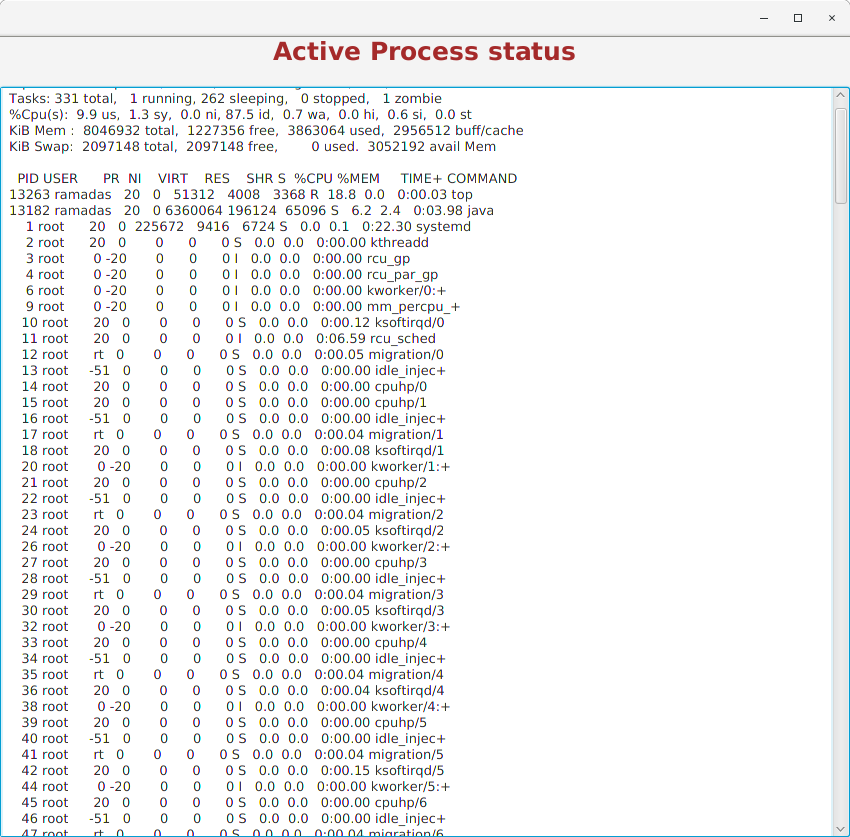 Active Process status
Tasks: 331 total, 1 running, 262 sleeping, 0 stopped, 1 zombie
%Cpu(s): 9.9 us, 1.3 sy, 0.0 ni, 87.5 id, 0.7 wa, 0.0 hi, 0.6 si, 0.0 st
KiB Mem : 8046932 total, 1227356 free, 3863064 used, 2956512 buff/cache
KiB Swap: 2097148 total, 2097148 free, 0 used. 3052192 avail Mem
PID USER PR NI VIRT RES SHR S %CPU %MEM TIME+ COMMAND
13263 ramadas 20 0 51312 4008 3368 R 18.8 0.0 0:00.03 top
13182 ramadas 20 0 6360064 196124 65096 S 6.2 2.4 0:03.98 java
1 root 20 0 225672 9416 6724 S 0.0 0.1 0:22.30 systemd
2 root 20 0 0 0 0 S 0.0 0.0 0:00.00 kthreadd
3 root 0 -20 0 0 0 I 0.0 0.0 0:00.00 rcu_gp
4 root 0 -20 0 0 0 I 0.0 0.0 0:00.00 rcu_par_gp
6 root 0 -20 0 0 0 I 0.0 0.0 0:00.00 kworker/0:+
9 root 0 -20 0 0 0 I 0.0 0.0 0:00.00 mm_percpu_+
10 root 20 0 0 0 0 S 0.0 0.0 0:00.12 ksoftirqd/0
11 root 20 0 0 0 0 I 0.0 0.0 0:06.59 rcu_sched
12 root rt 0 0 0 0 S 0.0 0.0 0:00.05 migration/0
13 root -51 0 0 0 0 S 0.0 0.0 0:00.00 idle_injec+
14 root 20 0 0 0 0 S 0.0 0.0 0:00.00 cpuhp/0
15 root 20 0 0 0 0 S 0.0 0.0 0:00.00 cpuhp/1
16 root -51 0 0 0 0 S 0.0 0.0 0:00.00 idle_injec+
17 root rt 0 0 0 0 S 0.0 0.0 0:00.04 migration/1
18 root 20 0 0 0 0 S 0.0 0.0 0:00.08 ksoftirqd/1
20 root 0 -20 0 0 0 I 0.0 0.0 0:00.00 kworker/1:+
21 root 20 0 0 0 0 S 0.0 0.0 0:00.00 cpuhp/2
22 root -51 0 0 0 0 S 0.0 0.0 0:00.00 idle_injec+
23 root rt 0 0 0 0 S 0.0 0.0 0:00.04 migration/2
24 root 20 0 0 0 0 S 0.0 0.0 0:00.05 ksoftirqd/2
26 root 0 -20 0 0 0 I 0.0 0.0 0:00.00 kworker/2:+
27 root 20 0 0 0 0 S 0.0 0.0 0:00.00 cpuhp/3
28 root -51 0 0 0 0 S 0.0 0.0 0:00.00 idle_injec+
29 root rt 0 0 0 0 S 0.0 0.0 0:00.04 migration/3
30 root 20 0 0 0 0 S 0.0 0.0 0:00.05 ksoftirqd/3
32 root 0 -20 0 0 0 I 0.0 0.0 0:00.00 kworker/3:+
33 root 20 0 0 0 0 S 0.0 0.0 0:00.00 cpuhp/4
34 root -51 0 0 0 0 S 0.0 0.0 0:00.00 idle_injec+
35 root rt 0 0 0 0 S 0.0 0.0 0:00.04 migration/4
36 root 20 0 0 0 0 S 0.0 0.0 0:00.04 ksoftirqd/4
38 root 0 -20 0 0 0 I 0.0 0.0 0:00.00 kworker/4:+
39 root 20 0 0 0 0 S 0.0 0.0 0:00.00 cpuhp/5
40 root -51 0 0 0 0 S 0.0 0.0 0:00.00 idle_injec+
41 root rt 0 0 0 0 S 0.0 0.0 0:00.04 migration/5
42 root 20 0 0 0 0 S 0.0 0.0 0:00.15 ksoftirqd/5
44 root 0 -20 0 0 0 I 0.0 0.0 0:00.00 kworker/5:+
45 root 20 0 0 0 0 S 0.0 0.0 0:00.00 cpuhp/6
46 root -51 0 0 0 0 S 0.0 0.0 0:00.00 idle_injec+
47 root rt 0 0 0 0 S 0.0 0.0 0:00.04 migration/6